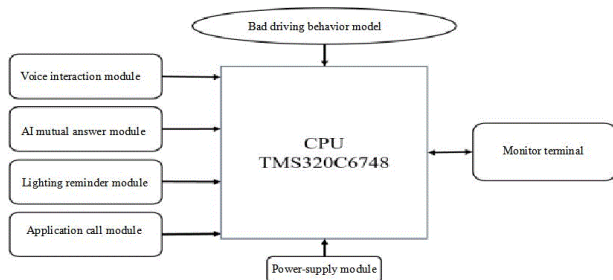 Bad driving behavior model
Voice interaction module
AI mutual answer module
Lighting reminder module
Application call module
CPU
TMS320C6748
Monitor terminal
Power-supply module